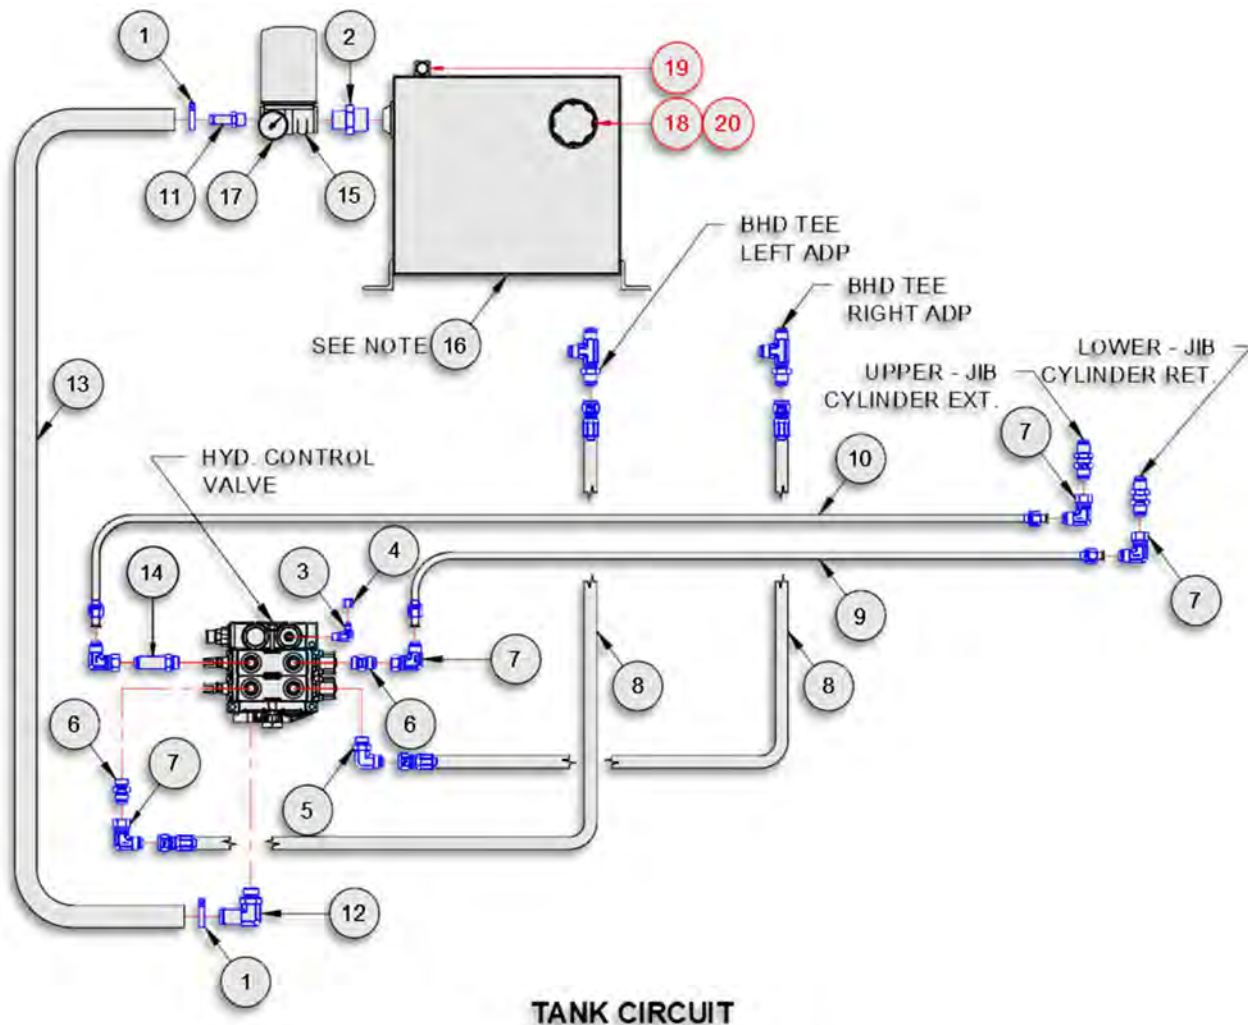 1
2
19
18
20
11
17
15
BHD TEE
LEFT ADP
BHD TEE
RIGHT ADP
SEE NOTE
16
LOWER - JIB
CYLINDER RET.
UPPER - JIB
CYLINDER EXT.
13
7
HYD. CONTROL
VALVE
10
4
3
14
9
7
7
8
8
6
6
7
5
12
1
TANK CIRCUIT